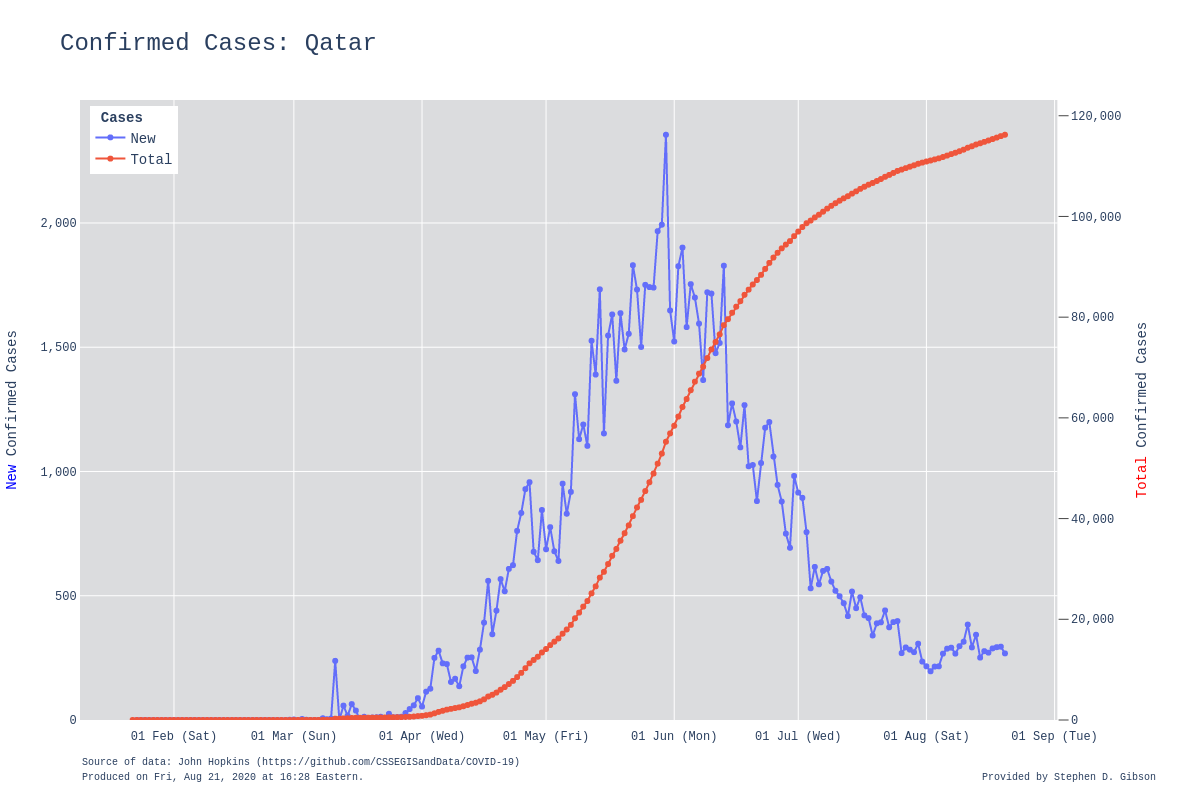 Confirmed Cases: Qatar
Cases
New
Total
2,000
1,500
1,000
500
0
New Confirmed Cases
120,000
100,000
80,000
60,000
40,000
20,000
0
Total Confirmed Cases
01 Feb (Sat)
01 Mar (Sun)
01 Apr (Wed)
01 May (Fri)
01 Jun (Mon)
01 Jul (Wed)
01 Aug (Sat)
01 Sep (Tue)
Source of data: John Hopkins (https://github.com/CSSEGISandData/COVID-19)
Produced on Fri, Aug 21, 2020 at 16:28 Eastern.
Provided by Stephen D. Gibson